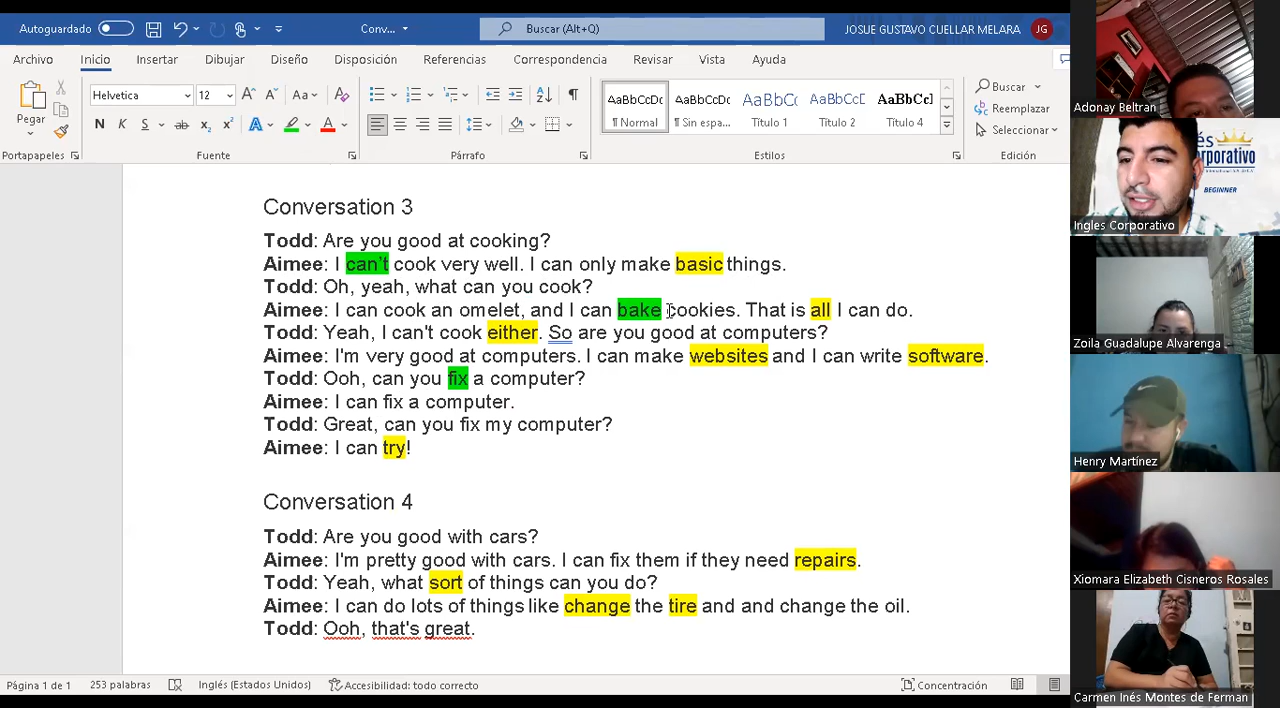 Autoguardado
Conv...
Buscar (Alt+Q)
JOSUE GUSTAVO CUELLAR MELARA
JG
Archivo
Inicio
Insertar
Dibujar
Diseño
Disposición
Referencias
Correspondencia
Revisar
Vista
Ayuda
Pegar
Helvetica
12
Portapapeles
Fuente
Párrafo
AaBbCcDc
¶ Normal
AaBbCcDc
¶ Sin espa...
AaBbCc
Título 1
AaBbCcD
Título 2
AaBbCcI
Título 4
Estilos
Buscar
Reemplazar
Seleccionar
Edición
Conversation 3
Todd: Are you good at cooking?
Aimee: I can't cook very well. I can only make basic things.
Todd: Oh, yeah, what can you cook?
Aimee: I can cook an omelet, and I can bake cookies. That is all I can do.
Todd: Yeah, I can't cook either. So are you good at computers?
Aimee: I'm very good at computers. I can make websites and I can write software.
Todd: Ooh, can you fix a computer?
Aimee: I can fix a computer.
Todd: Great, can you fix my computer?
Aimee: I can try!
Conversation 4
Todd: Are you good with cars?
Aimee: I'm pretty good with cars. I can fix them if they need repairs.
Todd: Yeah, what sort of things can you do?
Aimee: I can do lots of things like change the tire and and change the oil.
Todd: Ooh, that's great.
Página 1 de 1
253 palabras
Inglés (Estados Unidos)
Accesibilidad: todo correcto
Concentración
Adonay Beltran
BEGINNER
Ingles Corporativo
Zoila Guadalupe Alvarenga
Henry Martínez
Xiomara Elizabeth Cisneros Rosales
Carmen Inés Montes de Ferman